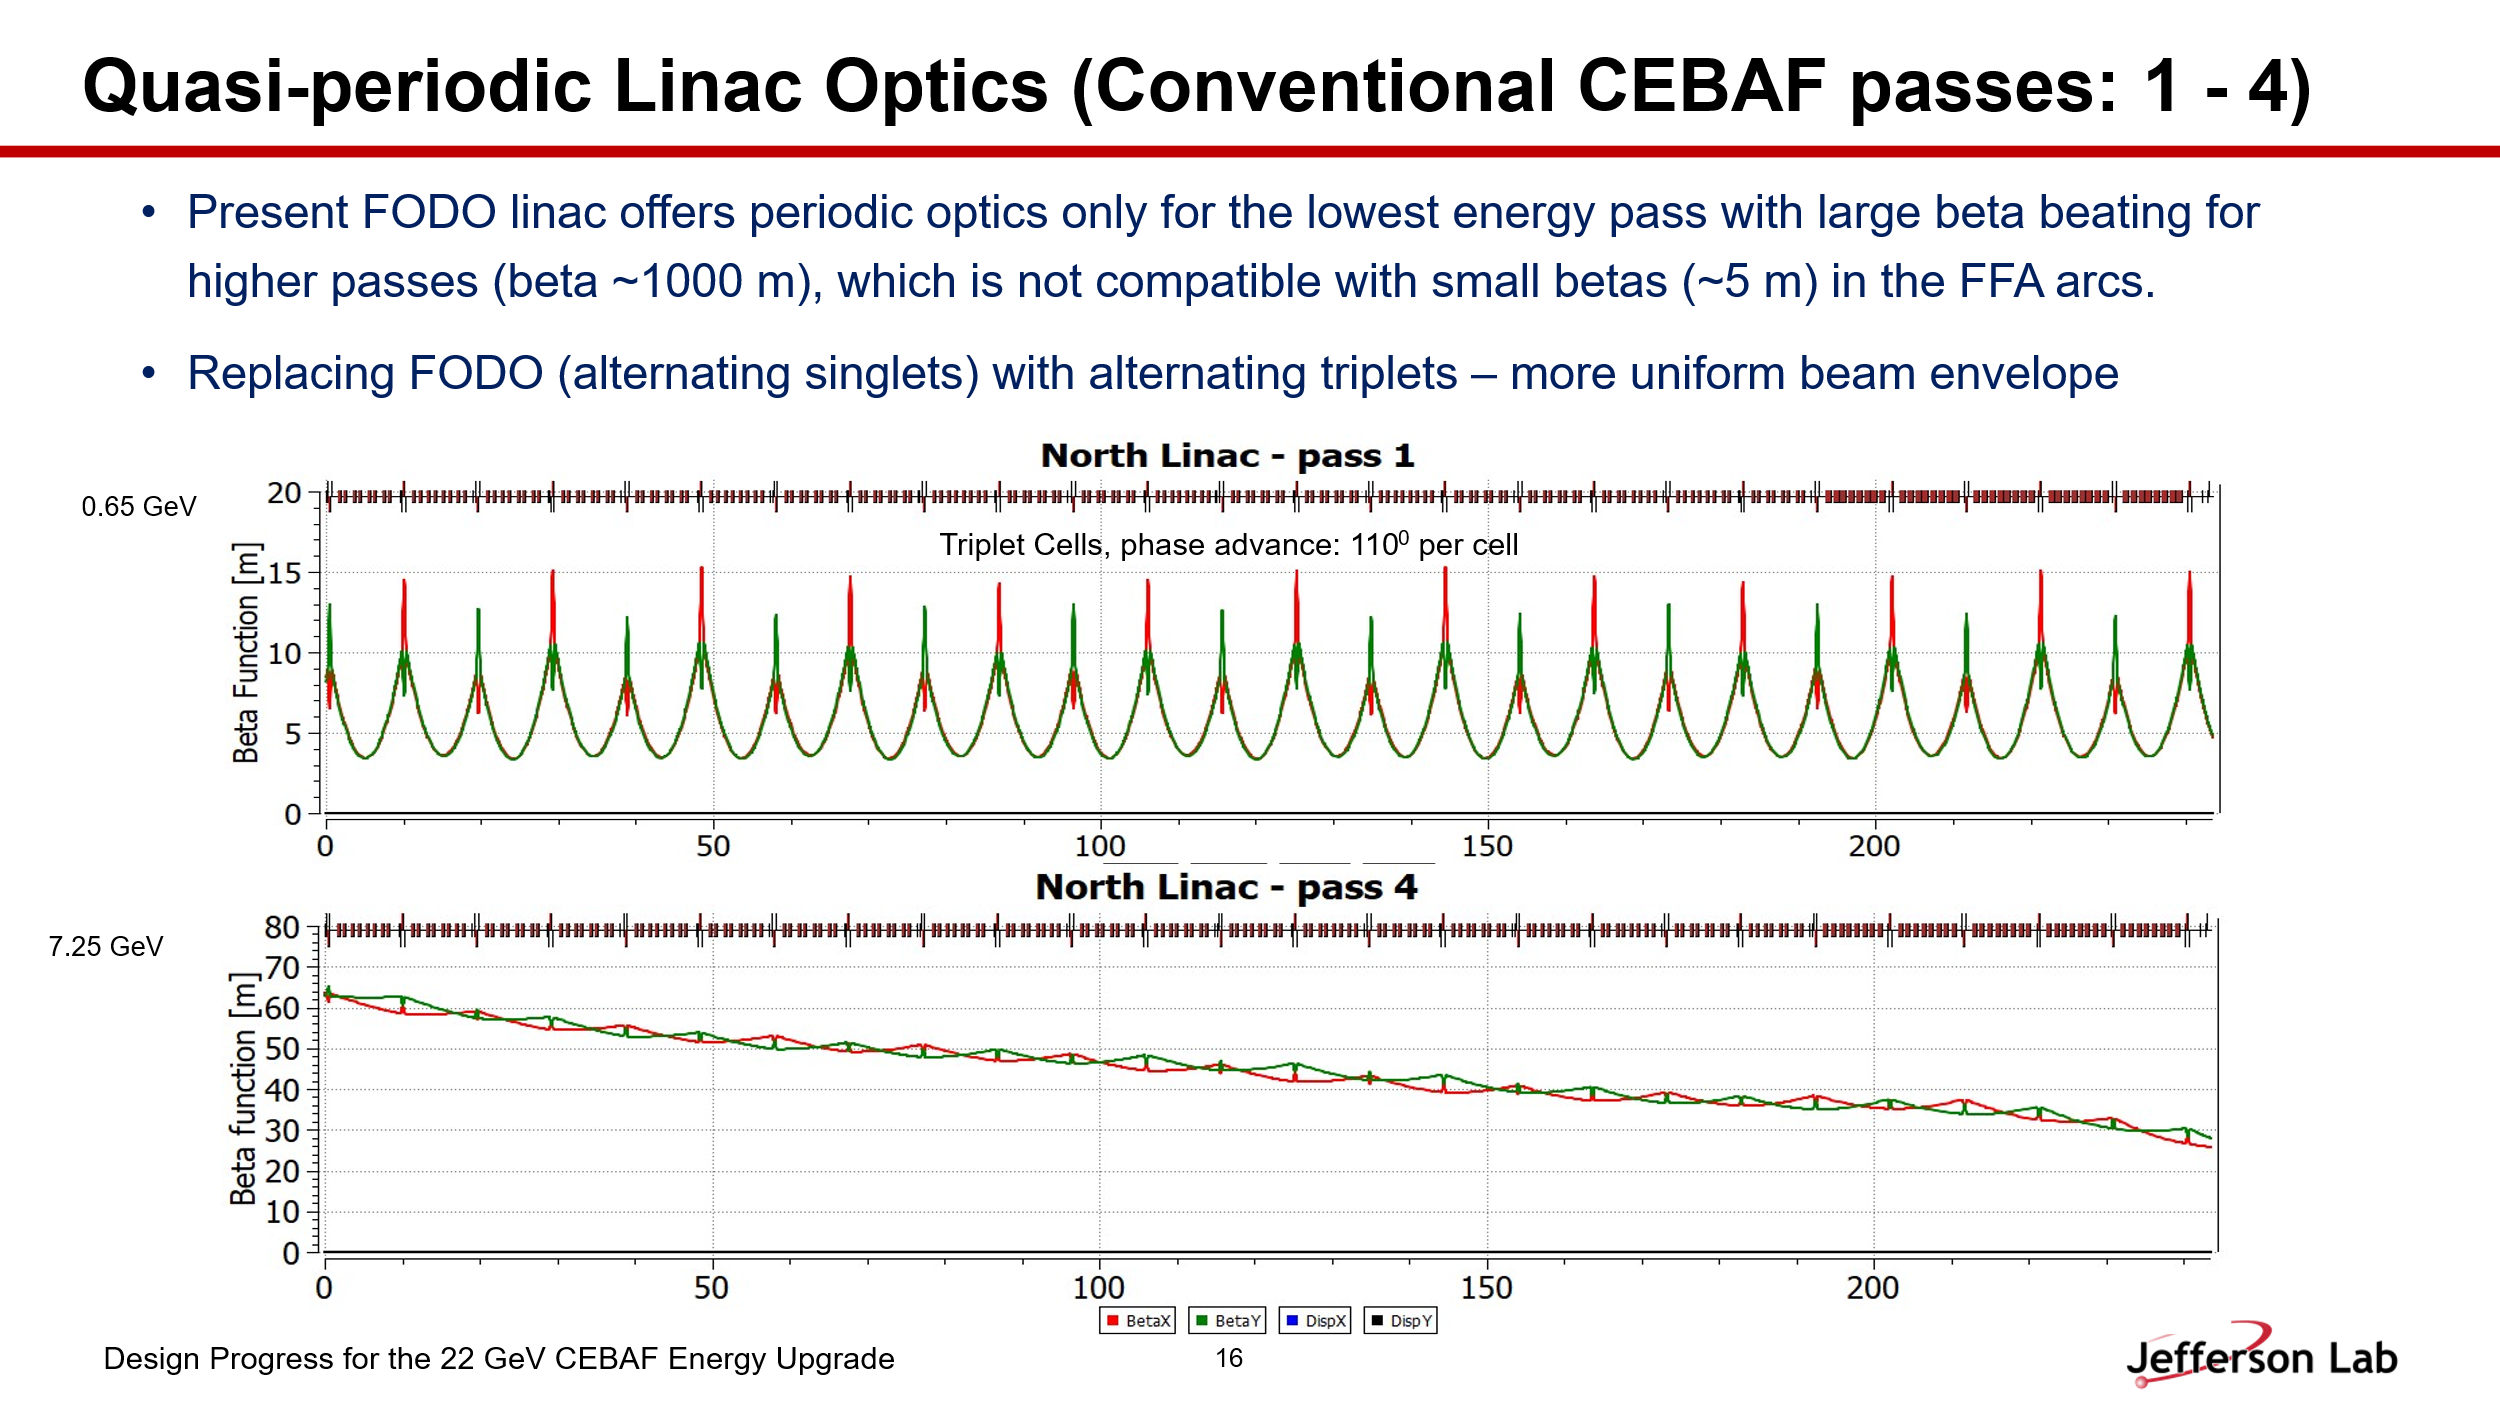 Quasi-periodic Linac Optics (Conventional CEBAF passes: 1 - 4)
• Present FODO linac offers periodic optics only for the lowest energy pass with large beta beating for
higher passes (beta ~1000 m), which is not compatible with small betas (~5 m) in the FFA arcs.
• Replacing FODO (alternating singlets) with alternating triplets – more uniform beam envelope
North Linac - pass 1
0.65 GeV
Triplet Cells, phase advance: 110⁰ per cell
Beta Function [m]
20
15
10
5
0
0 50 100 150 200
North Linac - pass 4
7.25 GeV
Beta function [m]
80
70
60
50
40
30
20
10
0
0 50 100 150 200
BetaX BetaY DispX DispY
Design Progress for the 22 GeV CEBAF Energy Upgrade
16
Jefferson Lab